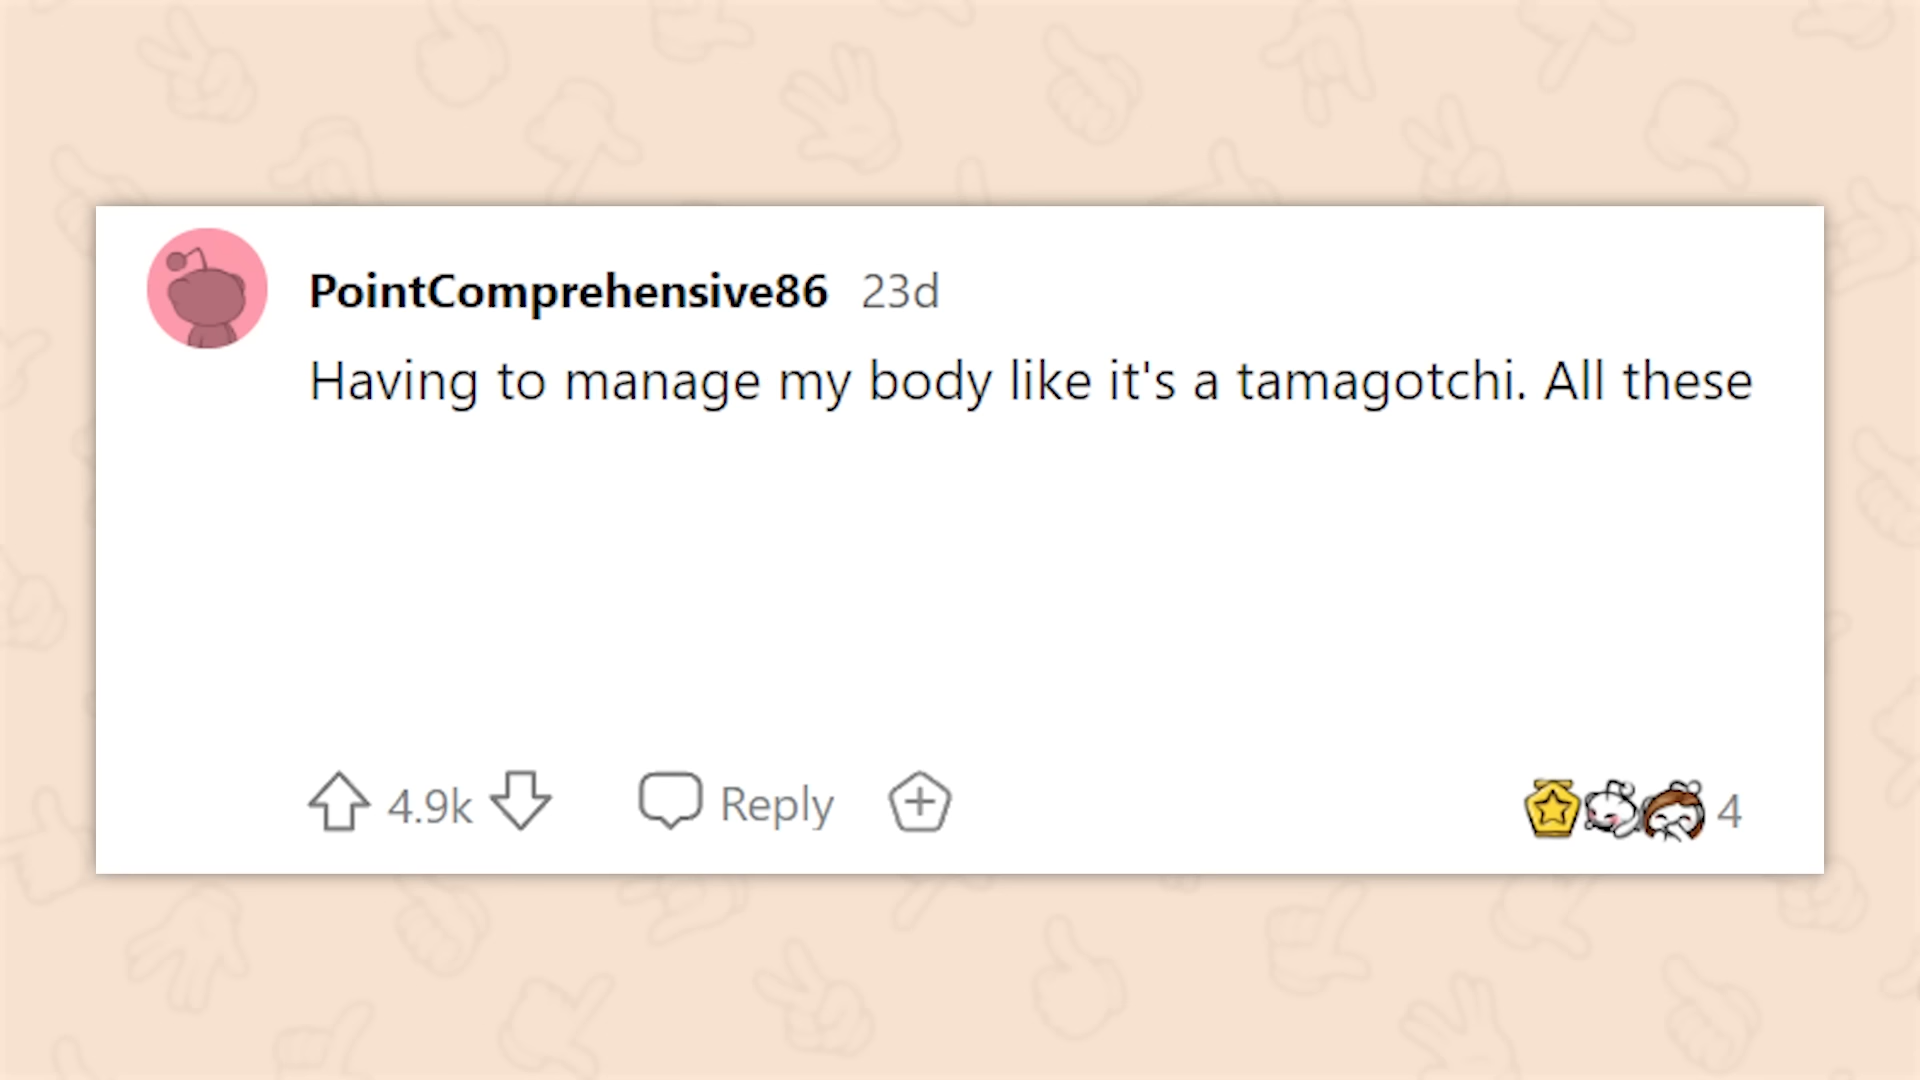 PointComprehensive86 23d
Having to manage my body like it's a tamagotchi. All these
4.9k Reply 4